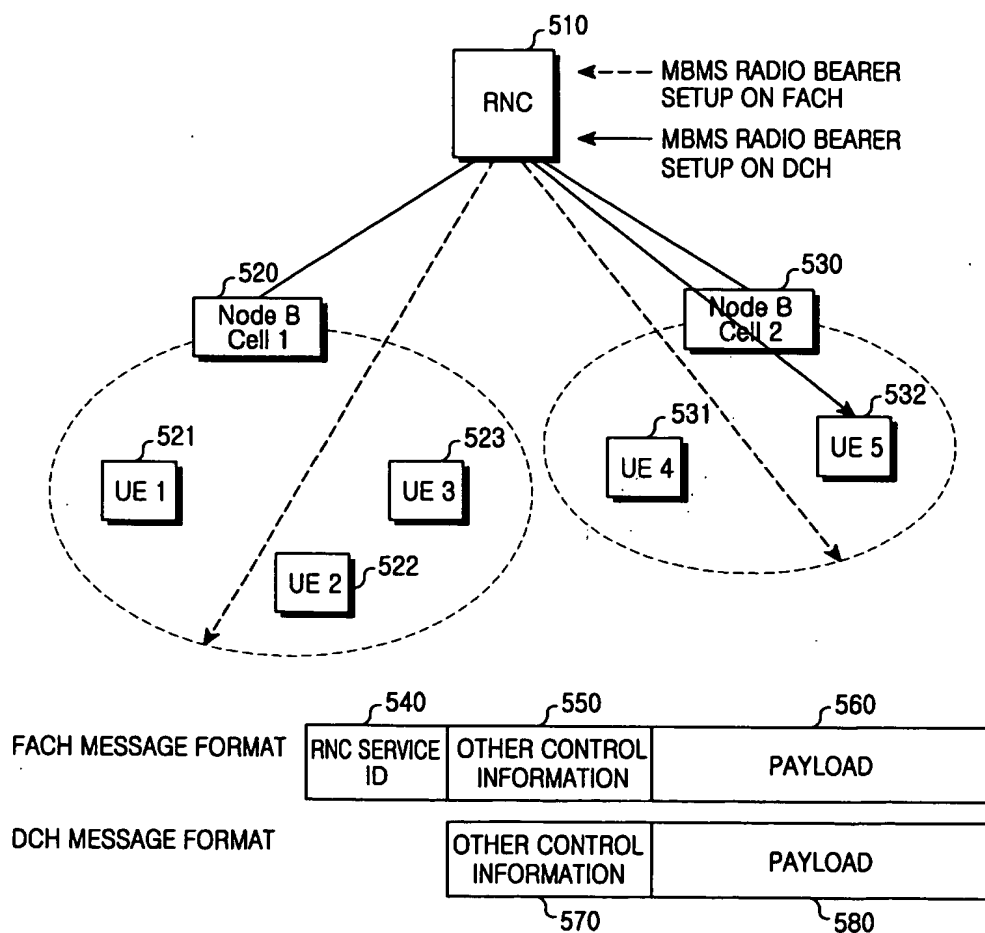 510
RNC
MBMS RADIO BEARER
SETUP ON FACH
MBMS RADIO BEARER
SETUP ON DCH
520
Node B
Cell 1
530
Node B
Cell 2
521
UE 1
523
UE 3
522
UE 2
531
UE 4
532
UE 5
540
550
560
FACH MESSAGE FORMAT
RNC SERVICE
ID
OTHER CONTROL
INFORMATION
PAYLOAD
DCH MESSAGE FORMAT
OTHER CONTROL
INFORMATION
PAYLOAD
570
580